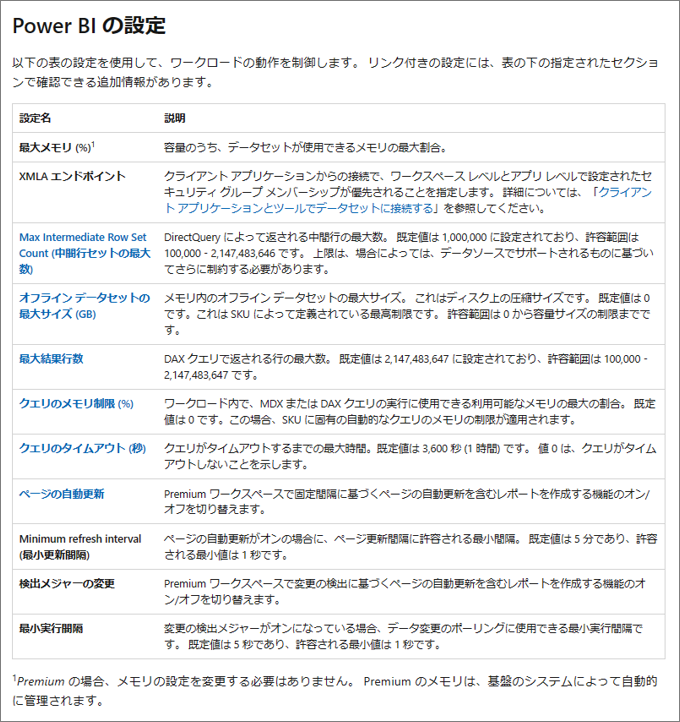 Power BI の設定
以下の表の設定を使用して、ワークロードの動作を制御します。 リンク付きの設定には、表の下の指定されたセクショ
ンで確認できる追加情報があります。
設定名 説明
最大メモリ (%)1 容量のうち、データセットが使用できるメモリの最大割合。
XMLA エンドポイント クライアント アプリケーションからの接続で、ワークスペース レベルとアプリ レベルで設定されたセ
キュリティ グループ メンバーシップが優先されることを指定します。 詳細については、「クライアン
ト アプリケーションとツールでデータセットに接続する」を参照してください。
Max Intermediate Row Set DirectQuery によって返される中間行の最大数。 既定値は 1,000,000 に設定されており、許容範囲は
Count (中間行セットの最大 100,000 - 2,147,483,646 です。 上限は、場合によっては、データソースでサポートされるものに基づい
数) てさらに制約する必要があります。
オフライン データセットの メモリ内のオフライン データセットの最大サイズ。 これはディスク上の圧縮サイズです。 既定値は 0
最大サイズ (GB) です。これは SKU によって定義されている最高制限です。 許容範囲は 0 から容量サイズの制限までで
す。
最大結果行数 DAX クエリで返される行の最大数。 既定値は 2,147,483,647 に設定されており、許容範囲は 100,000 -
2,147,483,647 です。
クエリのメモリ制限 (%) ワークロード内で、MDX または DAX クエリの実行に使用できる利用可能なメモリの最大の割合。 既定
値は 0 です。この場合、SKU に固有の自動的なクエリのメモリの制限が適用されます。
クエリのタイムアウト (秒) クエリがタイムアウトするまでの最大時間。既定値は 3,600 秒 (1 時間) です。 値 0 は、クエリがタイム
アウトしないことを示します。
ページの自動更新 Premium ワークスペースで固定間隔に基づくページの自動更新を含むレポートを作成する機能のオン/
オフを切り替えます。
Minimum refresh interval ページの自動更新がオンの場合に、ページ更新間隔に許容される最小間隔。 既定値は 5 分であり、許容
(最小更新間隔) される最小値は 1 秒です。
検出メジャーの変更 Premium ワークスペースで変更の検出に基づくページの自動更新を含むレポートを作成する機能のオ
ン/オフを切り替えます。
最小実行間隔 変更の検出メジャーがオンになっている場合、データ変更のポーリングに使用できる最小実行間隔で
す。 既定値は 5 秒であり、許容される最小値は 1 秒です。
1Premium の場合、メモリの設定を変更する必要はありません。 Premium のメモリは、基盤のシステムによって自動的
に管理されます。